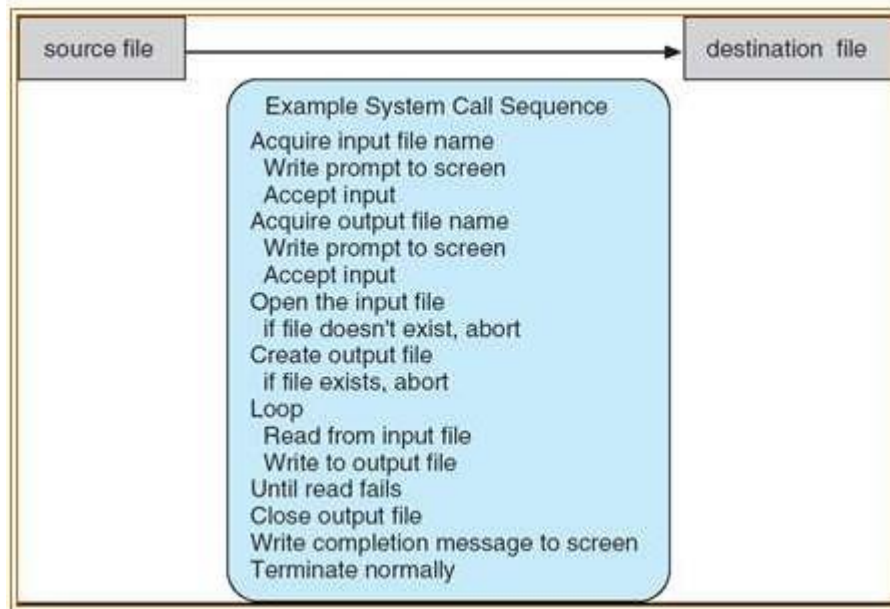 source file
destination file
Example System Call Sequence
Acquire input file name
Write prompt to screen
Accept input
Acquire output file name
Write prompt to screen
Accept input
Open the input file
if file doesn't exist, abort
Create output file
if file exists, abort
Loop
Read from input file
Write to output file
Until read fails
Close output file
Write completion message to screen
Terminate normally